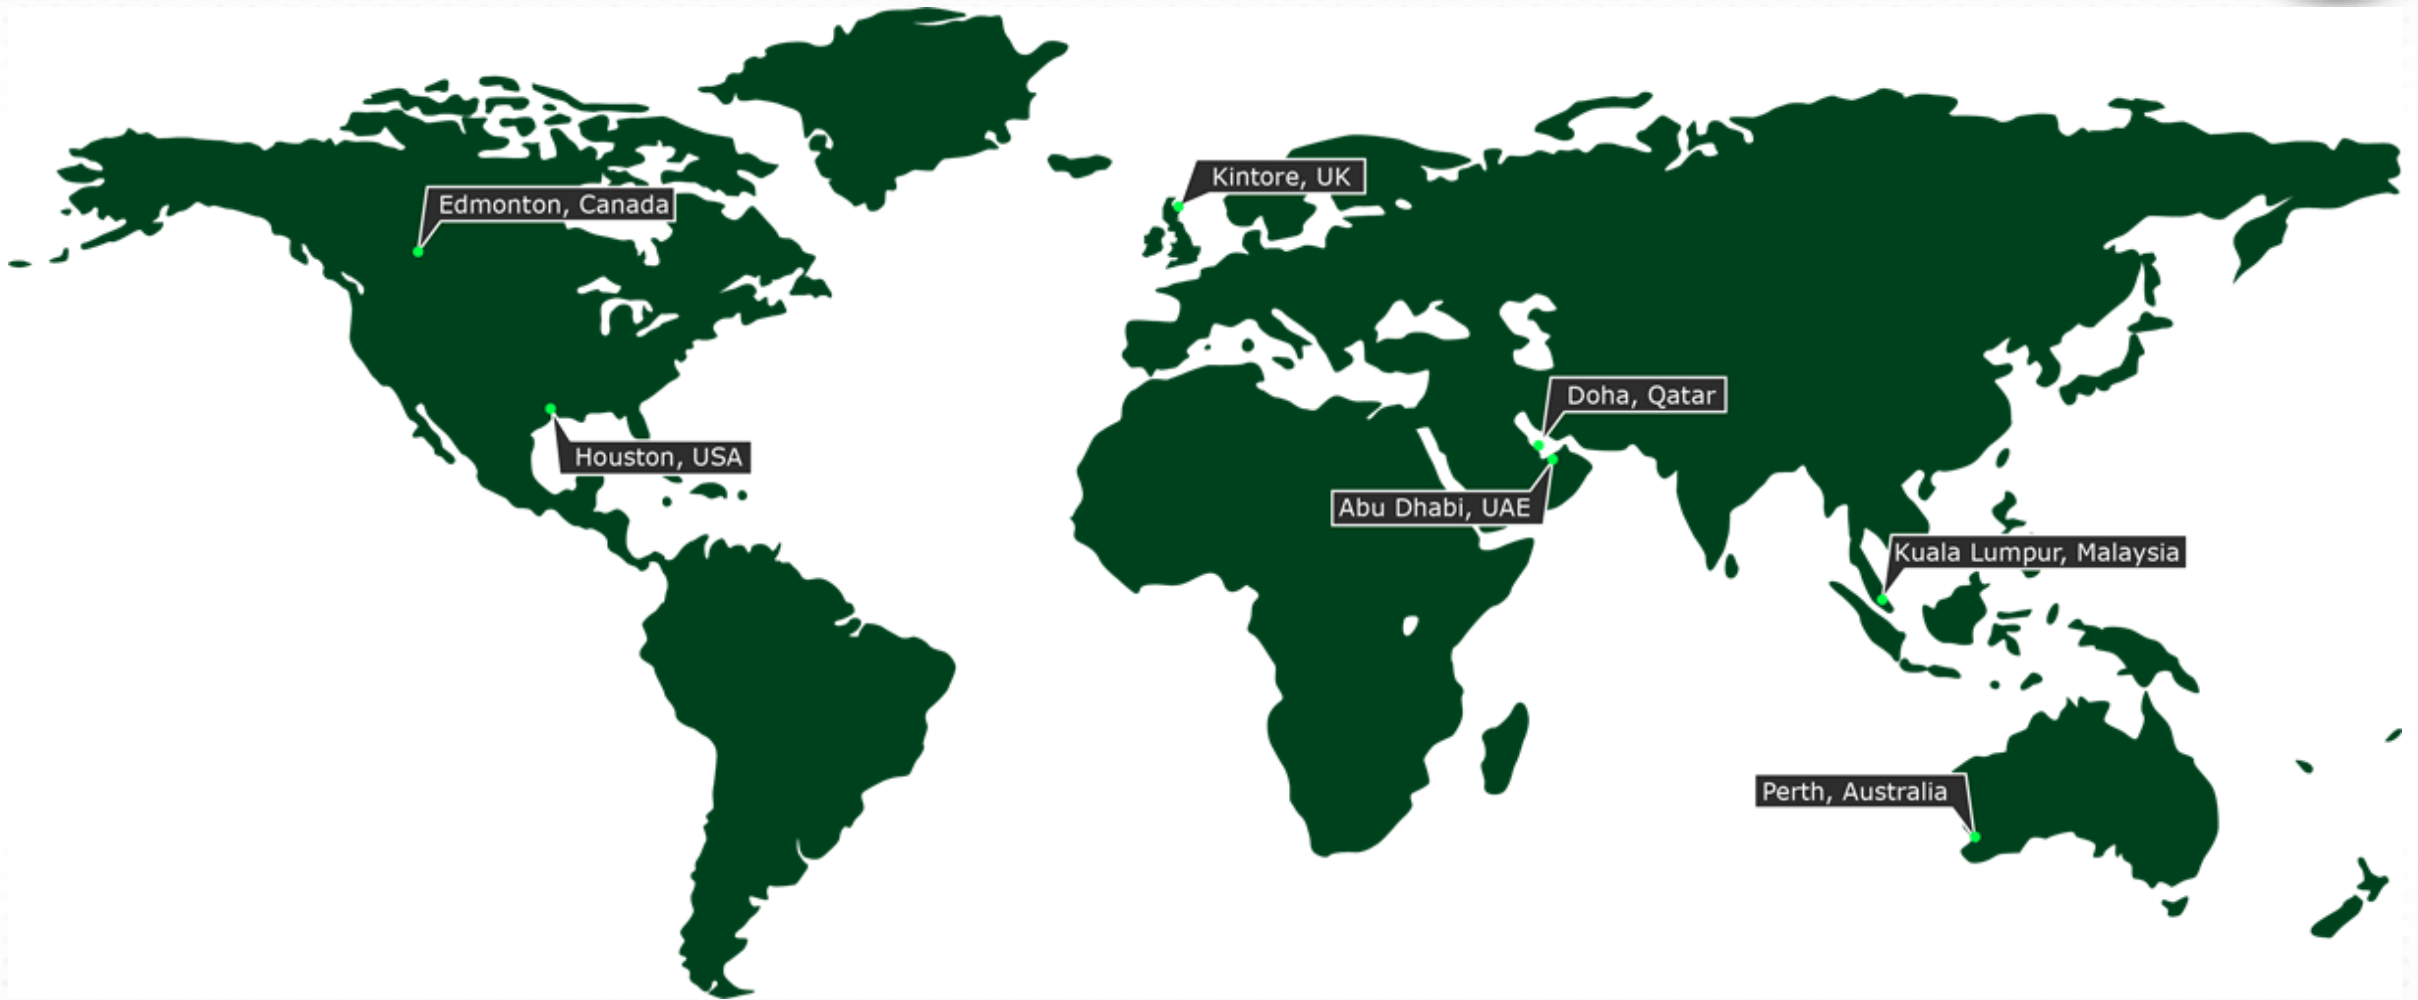 Kintore, UK
Edmonton, Canada
Doha, Qatar
Houston, USA
Abu Dhabi, UAE
Kuala Lumpur, Malaysia
Perth, Australia